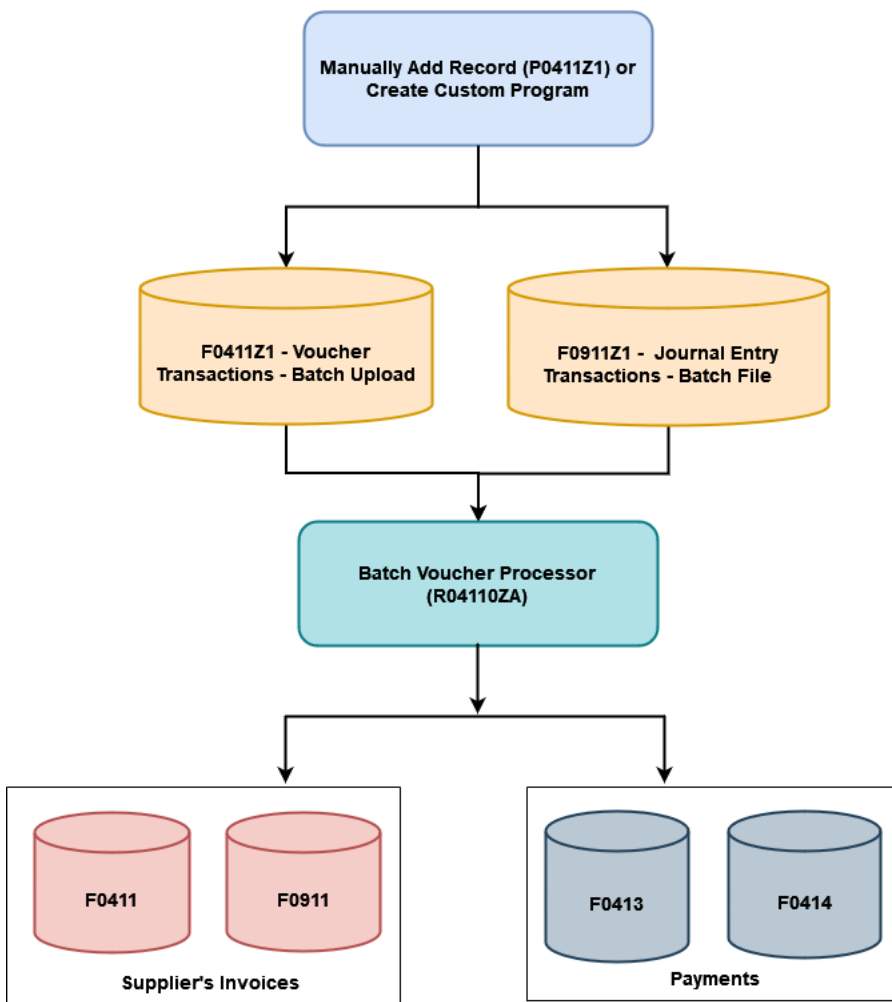 Manually Add Record (P0411Z1) or
Create Custom Program
F0411Z1 - Voucher
Transactions - Batch Upload
F0911Z1 - Journal Entry
Transactions - Batch File
Batch Voucher Processor
(R04110ZA)
F0411
F0911
Supplier's Invoices
F0413
F0414
Payments